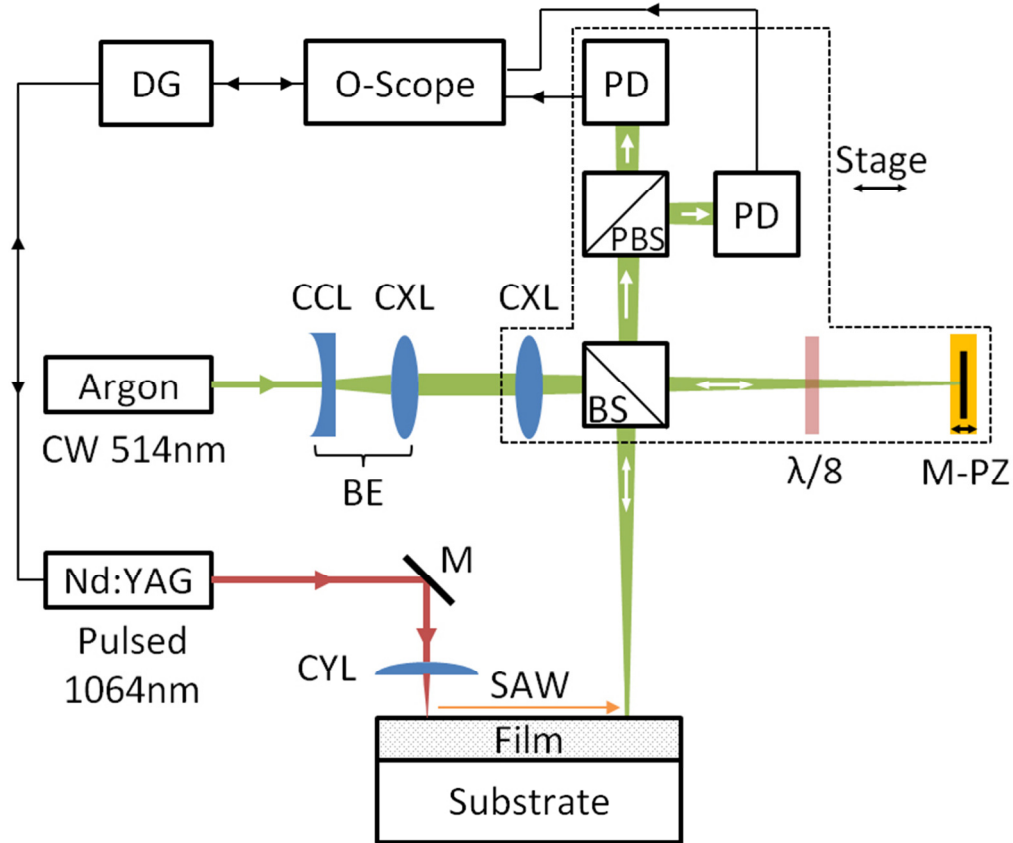 DG
O-Scope
PD
Stage
PBS
PD
CCL
CXL
CXL
Argon
CW 514nm
BE
BS
λ/8
M-PZ
Nd:YAG
Pulsed
1064nm
M
CYL
SAW
Film
Substrate